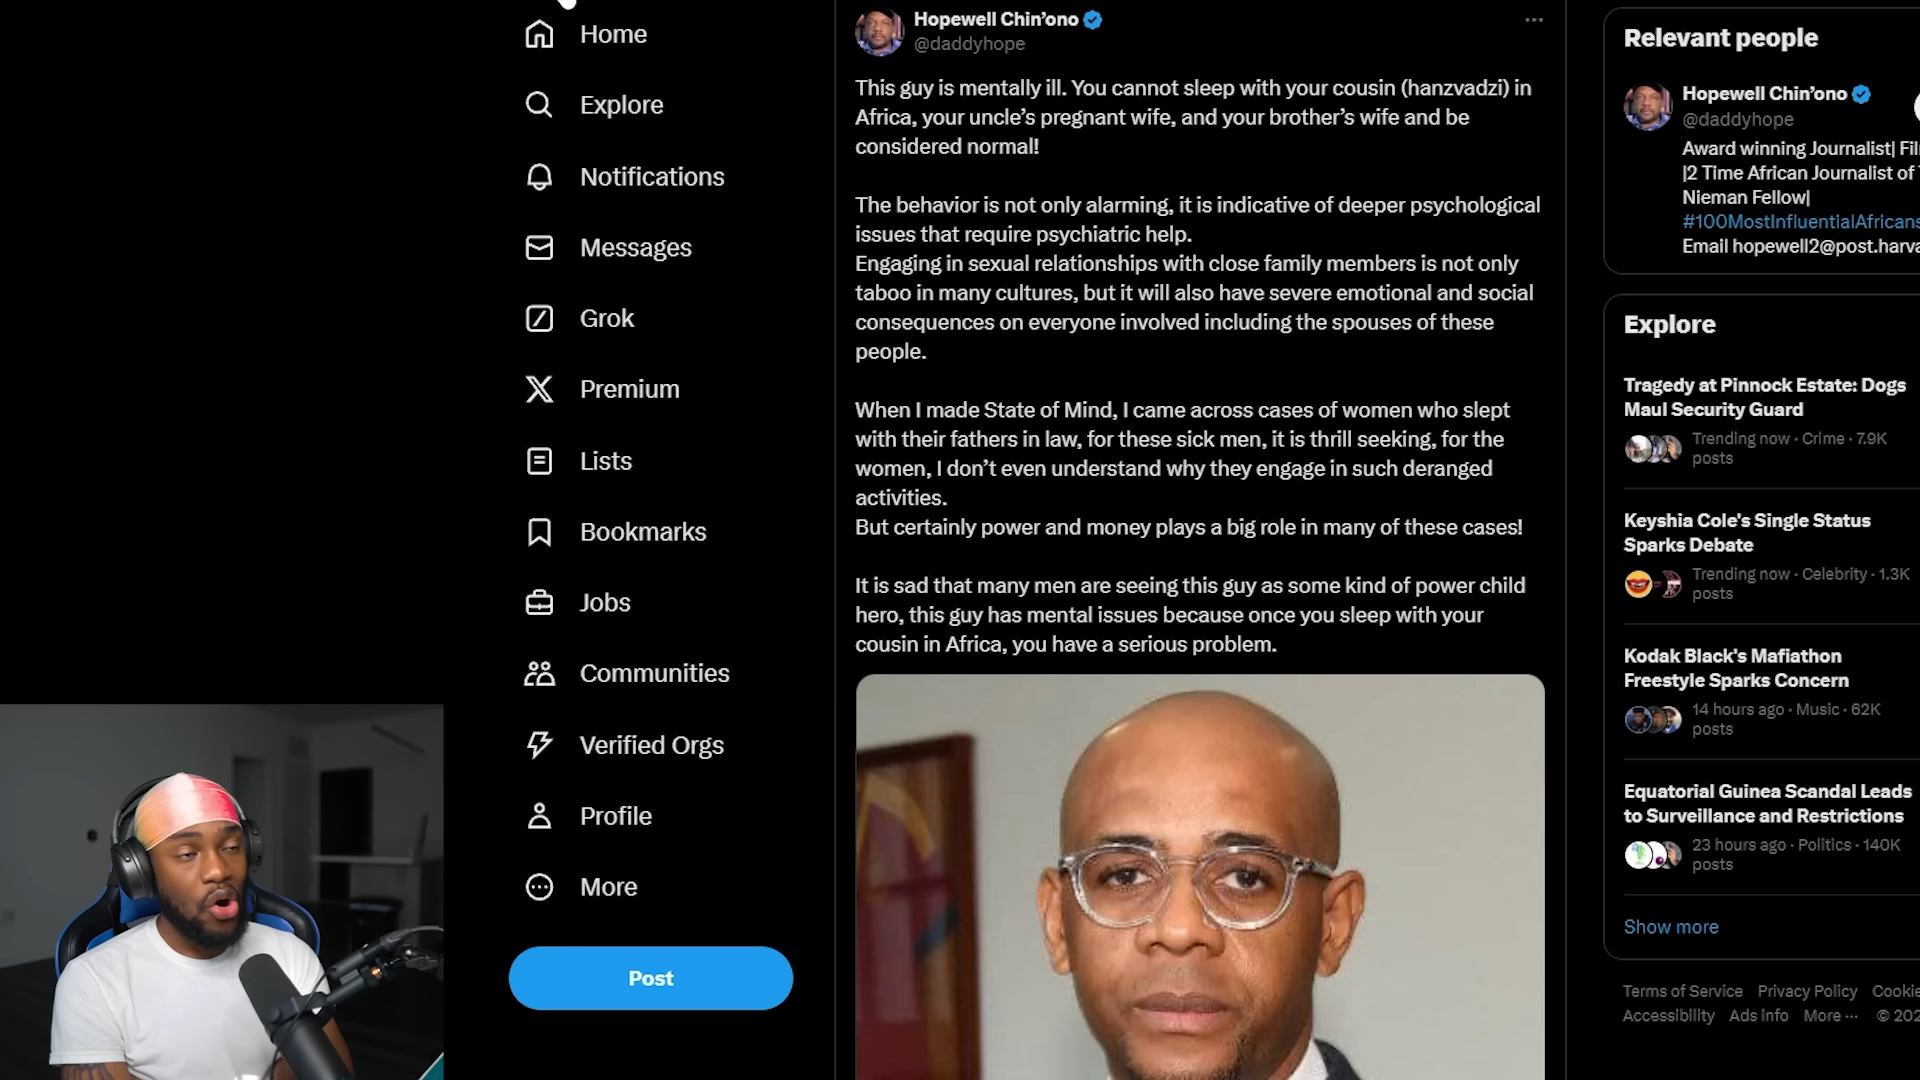 Home
Explore
Notifications
Messages
Grok
Premium
Lists
Bookmarks
Jobs
Communities
Verified Orgs
Profile
More
Post
Hopewell Chin’ono
@daddyhope
This guy is mentally ill. You cannot sleep with your cousin (hanzvadzi) in
Africa, your uncle’s pregnant wife, and your brother’s wife and be
considered normal!
The behavior is not only alarming, it is indicative of deeper psychological
issues that require psychiatric help.
Engaging in sexual relationships with close family members is not only
taboo in many cultures, but it will also have severe emotional and social
consequences on everyone involved including the spouses of these
people.
When I made State of Mind, I came across cases of women who slept
with their fathers in law, for these sick men, it is thrill seeking, for the
women, I don’t even understand why they engage in such deranged
activities.
But certainly power and money plays a big role in many of these cases!
It is sad that many men are seeing this guy as some kind of power child
hero, this guy has mental issues because once you sleep with your
cousin in Africa, you have a serious problem.
Relevant people
Hopewell Chin’ono
@daddyhope
Award winning Journalist| Fil
|2 Time African Journalist of
Nieman Fellow|
#100MostInfluentialAfricans
Email hopewell2@post.harva
Explore
Tragedy at Pinnock Estate: Dogs
Maul Security Guard
Trending now · Crime · 7.9K
posts
Keyshia Cole's Single Status
Sparks Debate
Trending now · Celebrity · 1.3K
posts
Kodak Black's Mafiathon
Freestyle Sparks Concern
14 hours ago · Music · 62K
posts
Equatorial Guinea Scandal Leads
to Surveillance and Restrictions
23 hours ago · Politics · 140K
posts
Show more
Terms of Service Privacy Policy Cookie
Accessibility Ads info More ··· © 202